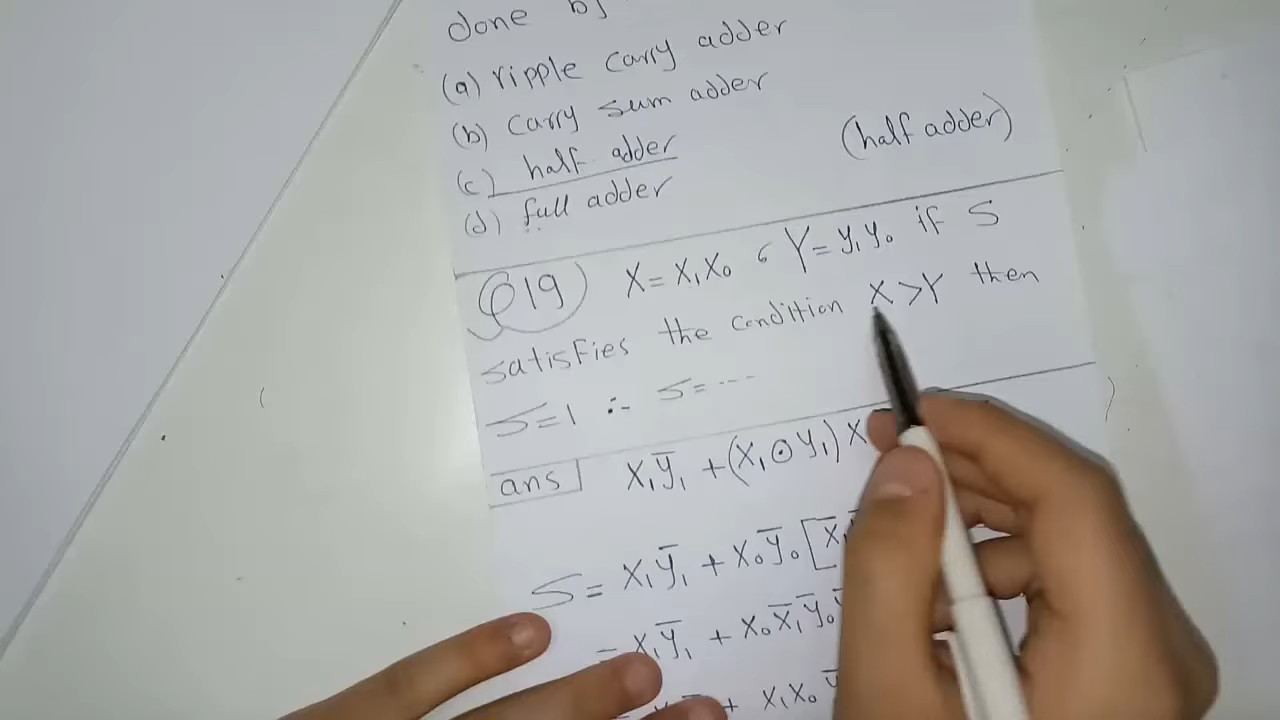 done by
(a) ripple carry adder
(b) carry sum adder
(c) half adder
(half adder)
(d) full adder
Q19 X = X₁X₀ , Y = y₁y₀ if S
satisfies the condition X>Y then
S=1 ∴ S=---
ans X₁ȳ₁ + (X₁⊙y₁)X
S = X₁ȳ₁ + X₀ȳ₀[x̄₁
= X₁ȳ₁ + X₀x̄₁ȳ₀
+ X₁X₀